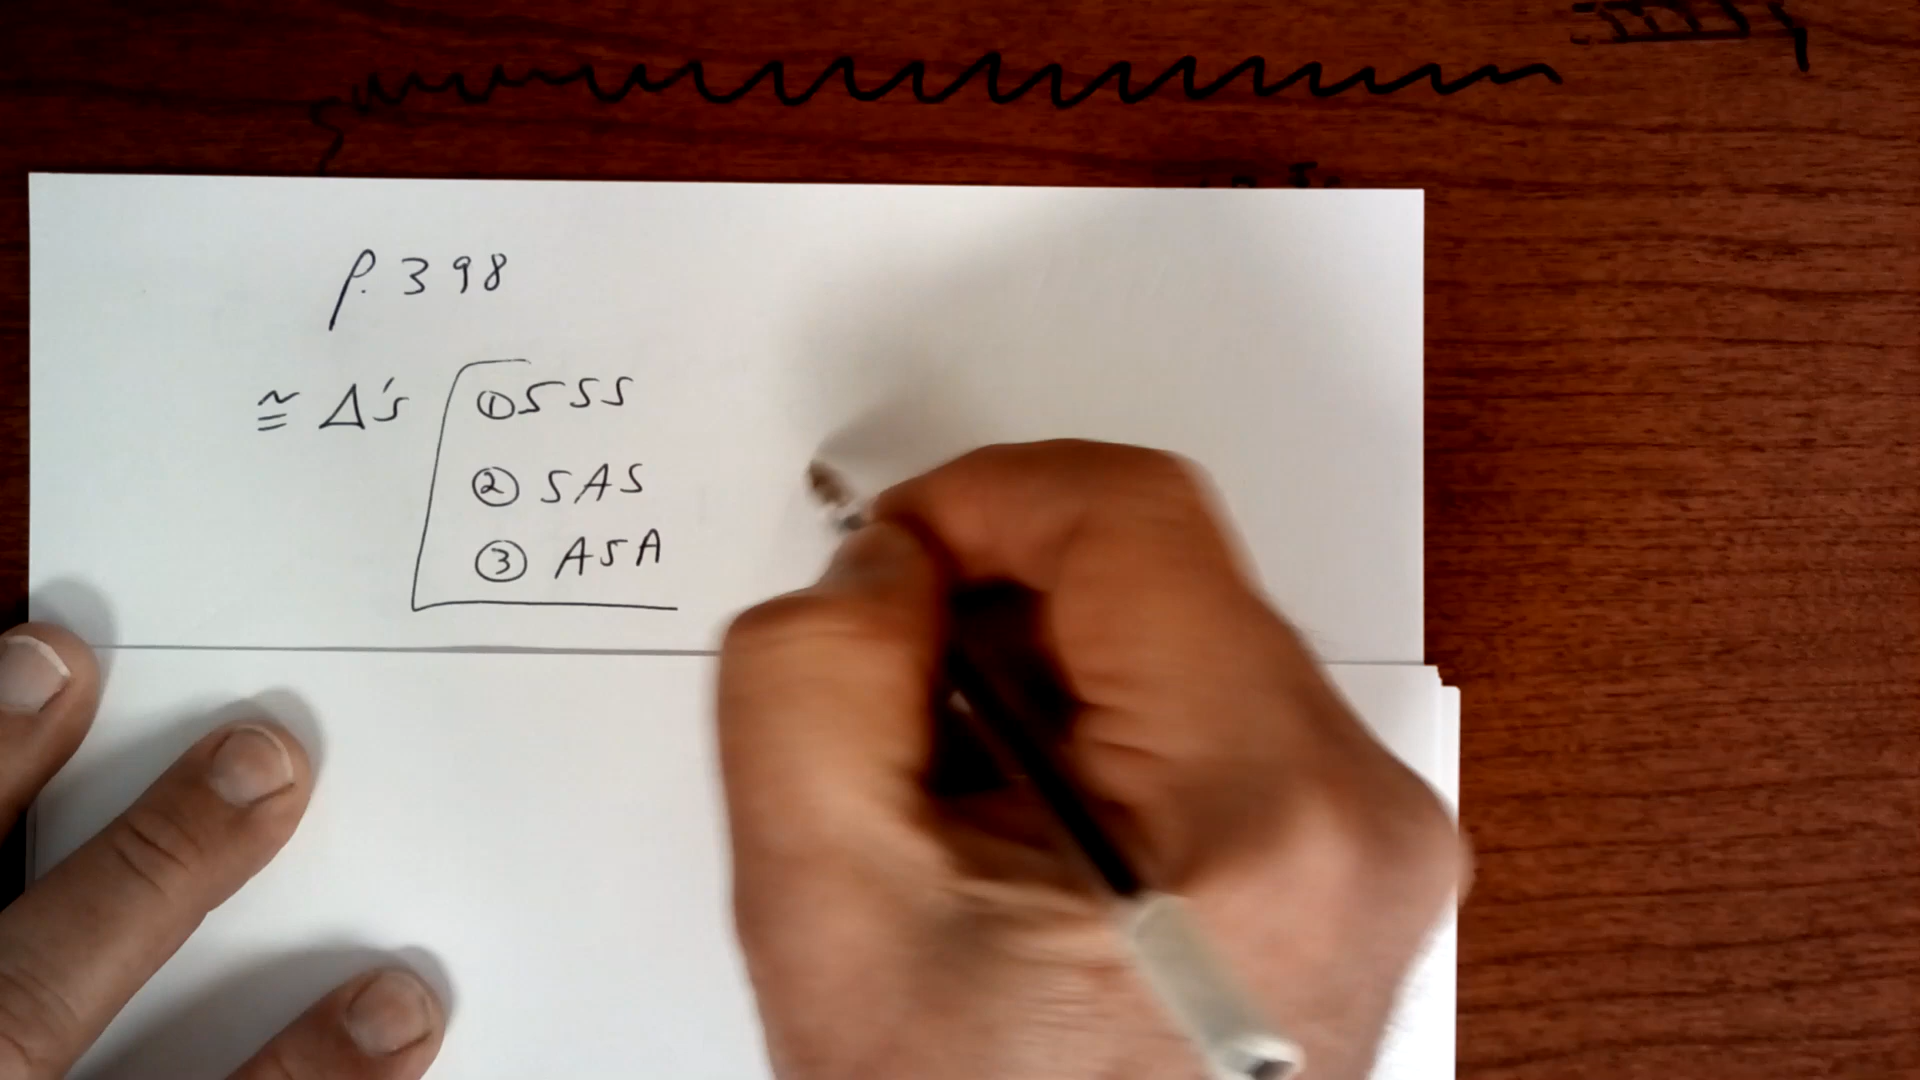 p. 398
≅ Δ's ① SSS
② SAS
③ ASA